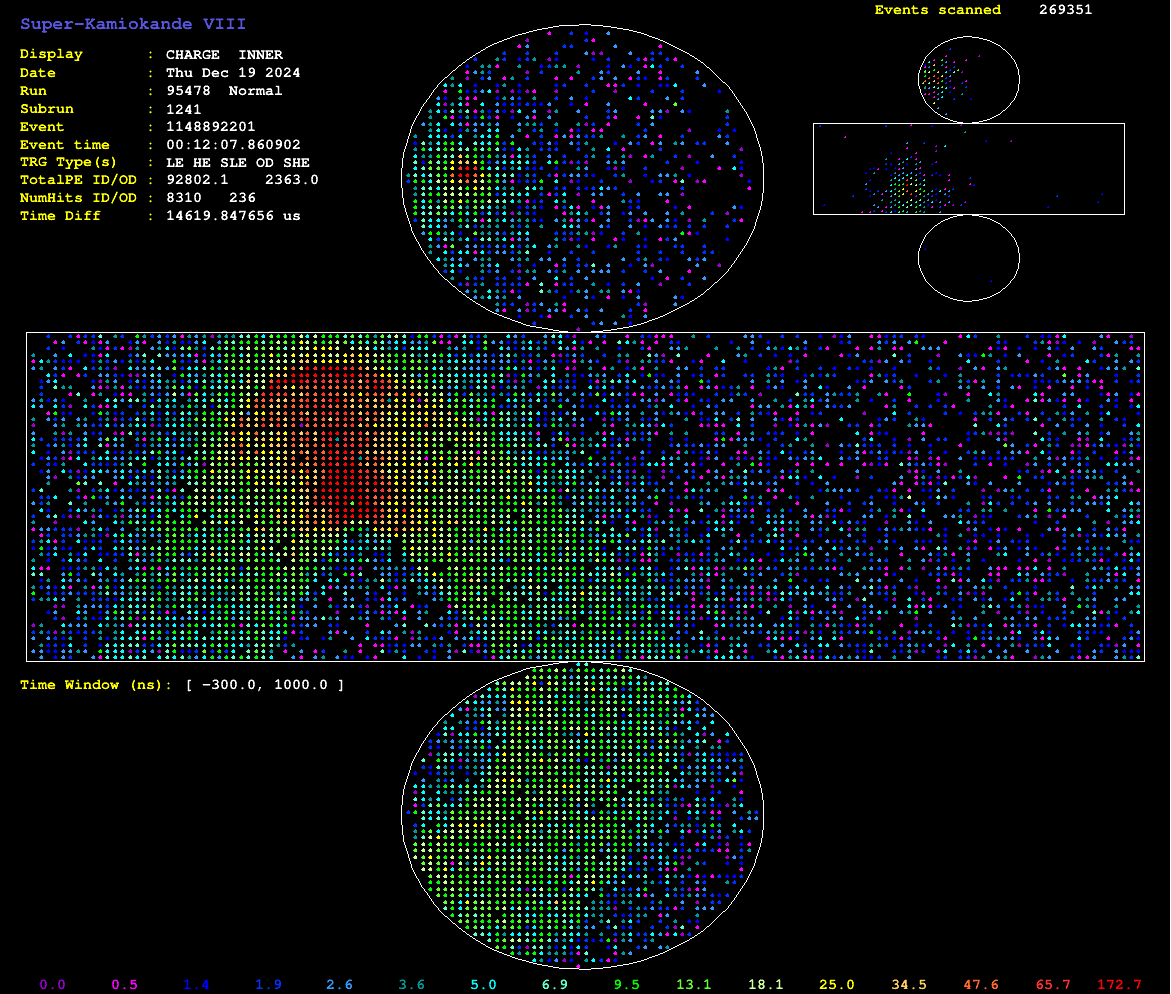 Super-Kamiokande VIII
Events scanned 269351
Display : CHARGE INNER
Date : Thu Dec 19 2024
Run : 95478 Normal
Subrun : 1241
Event : 1148892201
Event time : 00:12:07.860902
TRG Type(s) : LE HE SLE OD SHE
TotalPE ID/OD : 92802.1 2363.0
NumHits ID/OD : 8310 236
Time Diff : 14619.847656 us
Time Window (ns): [ −300.0, 1000.0 ]
0.0 0.5 1.4 1.9 2.6 3.6 5.0 6.9 9.5 13.1 18.1 25.0 34.5 47.6 65.7 172.7